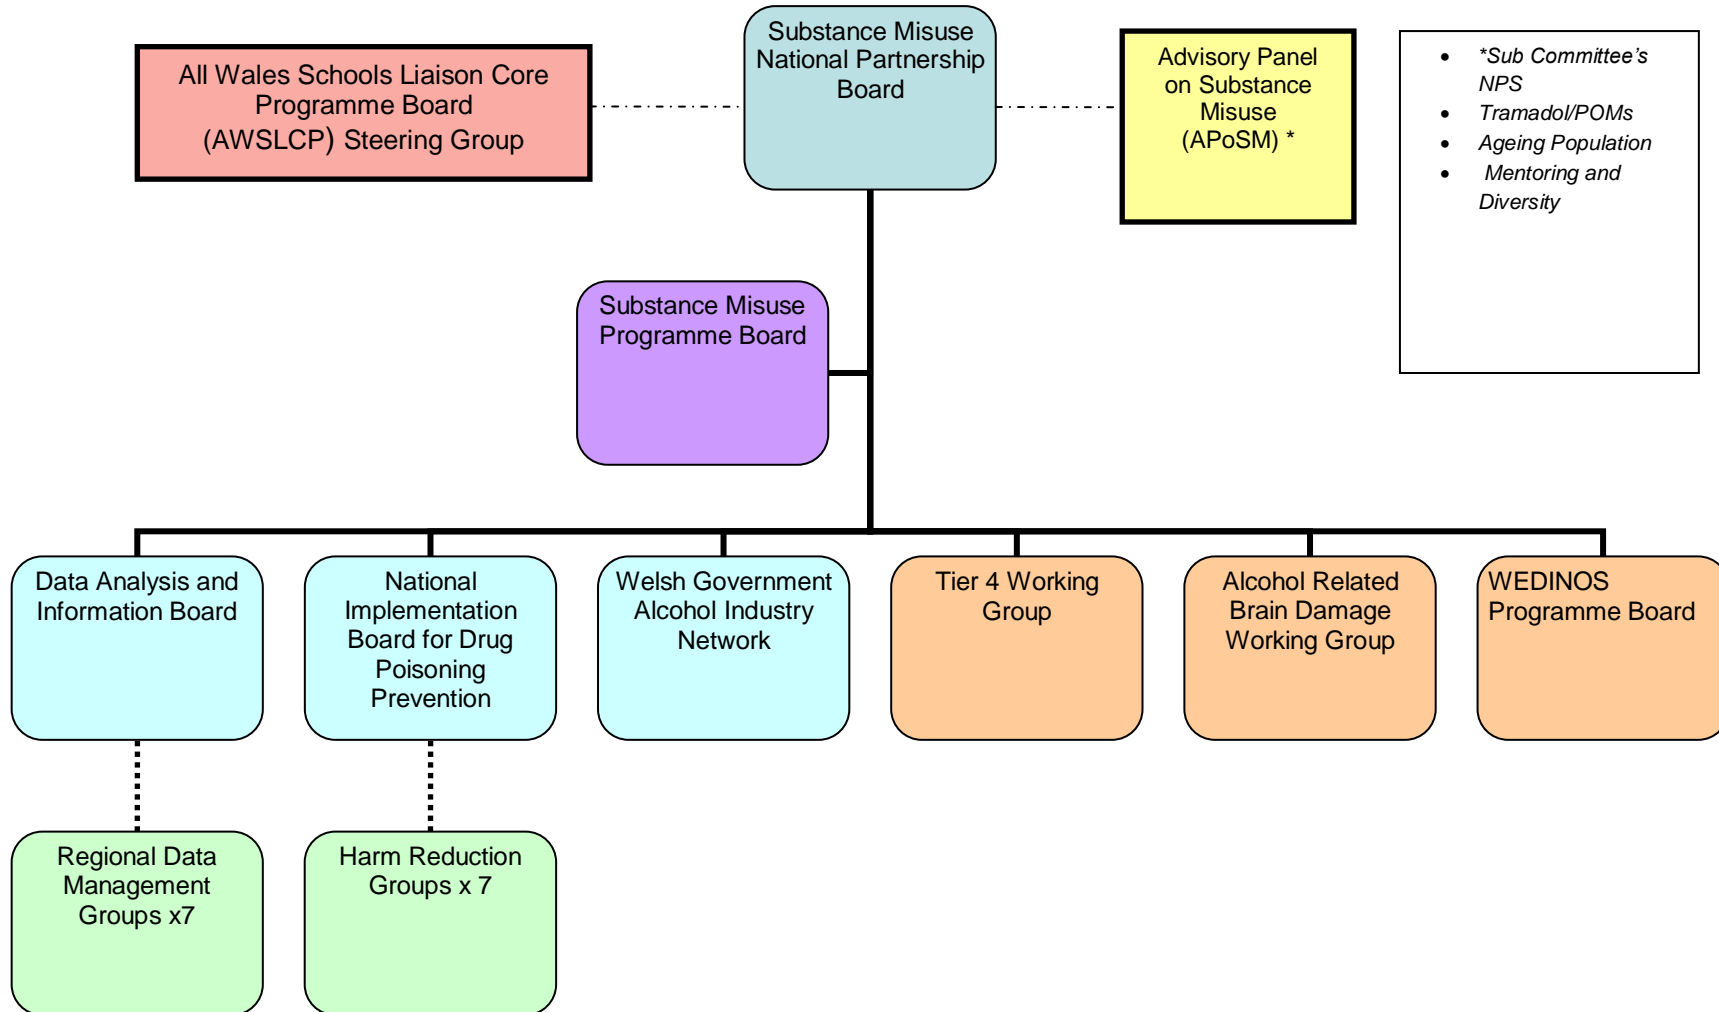 Substance Misuse
National Partnership
Board
All Wales Schools Liaison Core
Programme Board
(AWSLCP) Steering Group
Advisory Panel
on Substance
Misuse
(APoSM) *
• *Sub Committee's
NPS
• Tramadol/POMs
• Ageing Population
• Mentoring and
Diversity
Substance Misuse
Programme Board
Data Analysis and
Information Board
National
Implementation
Board for Drug
Poisoning
Prevention
Welsh Government
Alcohol Industry
Network
Tier 4 Working
Group
Alcohol Related
Brain Damage
Working Group
WEDINOS
Programme Board
Regional Data
Management
Groups x7
Harm Reduction
Groups x 7